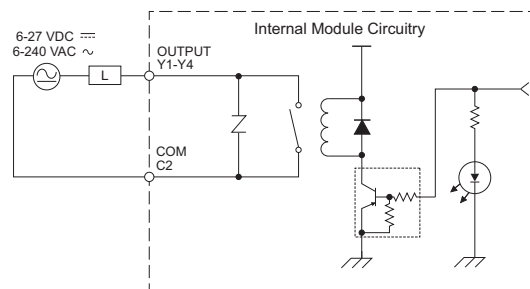 Internal Module Circuitry
6-27 VDC ⎓
6-240 VAC ∿
OUTPUT
Y1-Y4
L
COM
C2